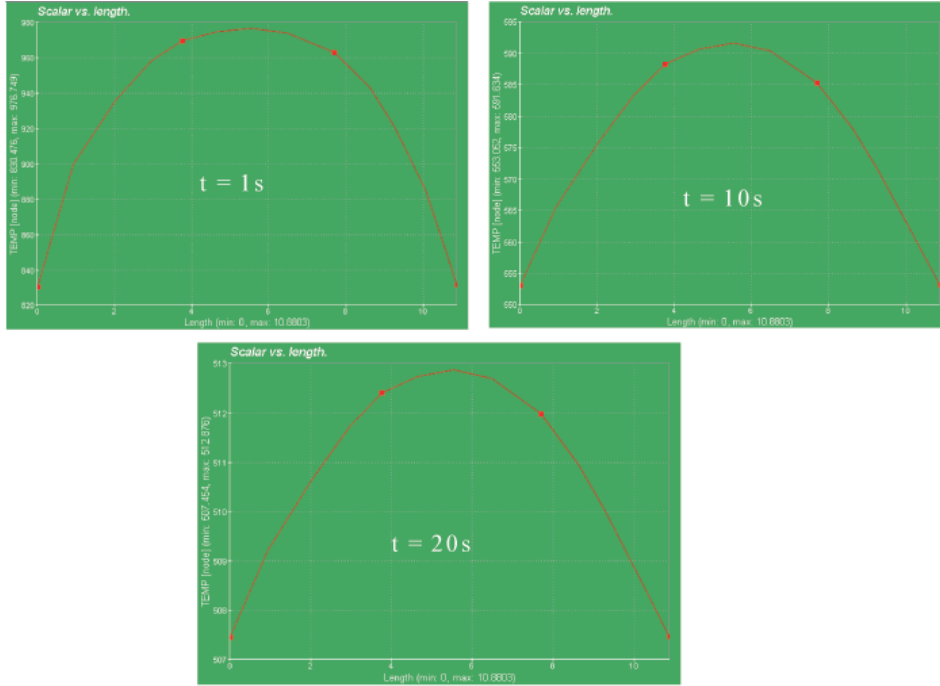 Scalar vs. length.
TEMP [node] (min: 830.476, max: 976.749)
980
960
940
920
900
880
860
840
820
t = 1s
0 2 4 6 8 10
Length (min: 0, max: 10.8803)
Scalar vs. length.
TEMP [node] (min: 553.052, max: 591.634)
595
590
585
580
575
570
565
560
555
550
t = 10s
0 2 4 6 8 10
Length (min: 0, max: 10.8803)
Scalar vs. length.
TEMP [node] (min: 507.454, max: 512.876)
513
512
511
510
509
508
507
t = 20s
0 2 4 6 8 10
Length (min: 0, max: 10.8803)